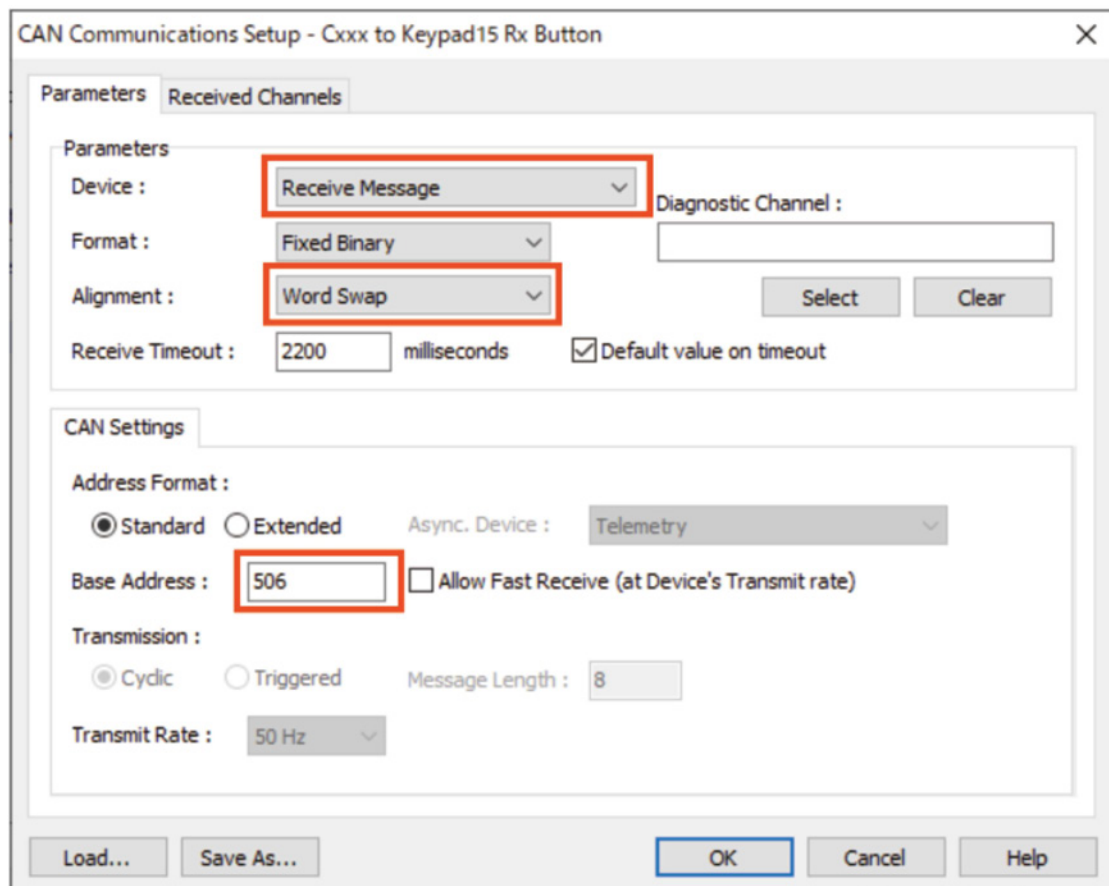 CAN Communications Setup - Cxxx to Keypad15 Rx Button
Parameters Received Channels
Parameters
Device : Receive Message
Diagnostic Channel :
Format : Fixed Binary
Alignment : Word Swap Select Clear
Receive Timeout : 2200 milliseconds Default value on timeout
CAN Settings
Address Format :
Standard Extended Async. Device : Telemetry
Base Address : 506 Allow Fast Receive (at Device's Transmit rate)
Transmission :
Cyclic Triggered Message Length : 8
Transmit Rate : 50 Hz
Load... Save As... OK Cancel Help